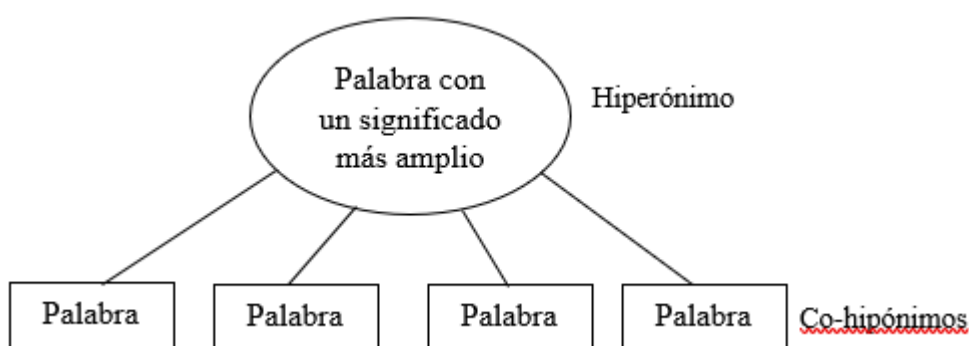 Palabra con
un significado
más amplio
Hiperónimo
Palabra
Palabra
Palabra
Palabra
Co-hipónimos